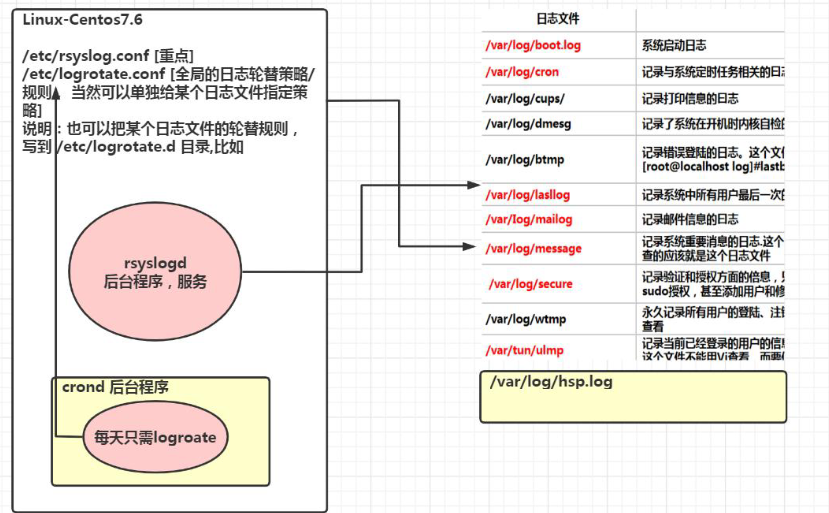 Linux-Centos7.6
/etc/rsyslog.conf [重点]
/etc/logrotate.conf [全局的日志轮替策略/
规则， 当然可以单独给某个日志文件指定策
略]
说明：也可以把某个日志文件的轮替规则，
写到 /etc/logrotate.d 目录,比如
rsyslogd
后台程序，服务
crond 后台程序
每天只需logroate
日志文件
/var/log/boot.log 系统启动日志
/var/log/cron 记录与系统定时任务相关的日志
/var/log/cups/ 记录打印信息的日志
/var/log/dmesg 记录了系统在开机时内核自检的
/var/log/btmp 记录错误登陆的日志。这个文件
[root@localhost log]#lastb
/var/log/lasllog 记录系统中所有用户最后一次的
/var/log/mailog 记录邮件信息的日志
/var/log/message 记录系统重要消息的日志.这个
查的应该就是这个日志文件
/var/log/secure 记录验证和授权方面的倍息，只
sudo授权，甚至添加用户和修
/var/log/wtmp 永久记录所有用户的登陆、注销
查看
/var/tun/ulmp 记录当前已经登录的用户的信息
这个文件不能用Vi查看
/var/log/hsp.log